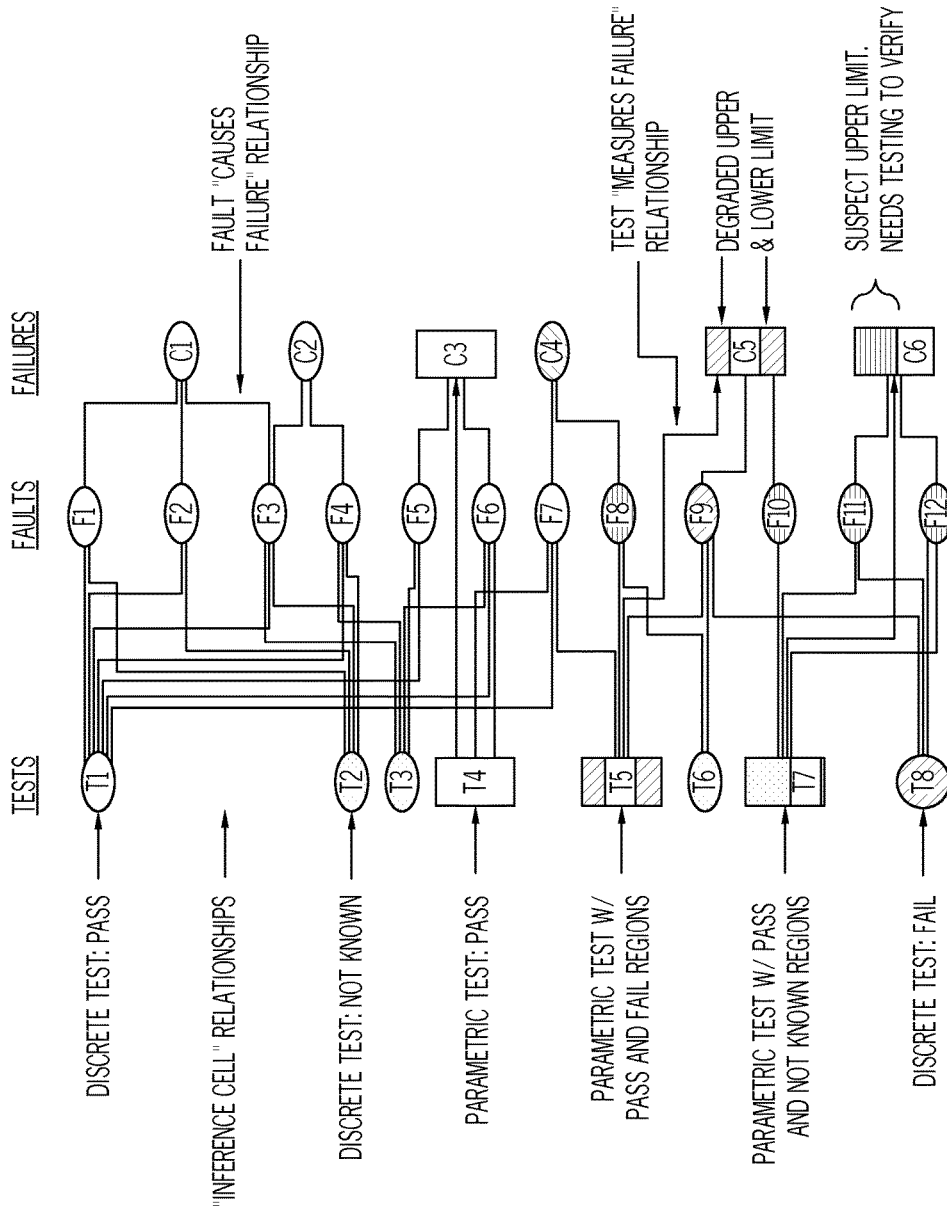 TESTS
FAULTS
FAILURES
DISCRETE TEST: PASS
"INFERENCE CELL" RELATIONSHIPS
DISCRETE TEST: NOT KNOWN
PARAMETRIC TEST: PASS
PARAMETRIC TEST W/
PASS AND FAIL REGIONS
PARAMETRIC TEST W/ PASS
AND NOT KNOWN REGIONS
DISCRETE TEST: FAIL
T1
T2
T3
T4
T5
T6
T7
T8
F1
F2
F3
F4
F5
F6
F7
F8
F9
F10
F11
F12
C1
C2
C3
C4
C5
C6
FAULT "CAUSES
FAILURE" RELATIONSHIP
TEST "MEASURES FAILURE"
RELATIONSHIP
DEGRADED UPPER
& LOWER LIMIT
SUSPECT UPPER LIMIT.
NEEDS TESTING TO VERIFY